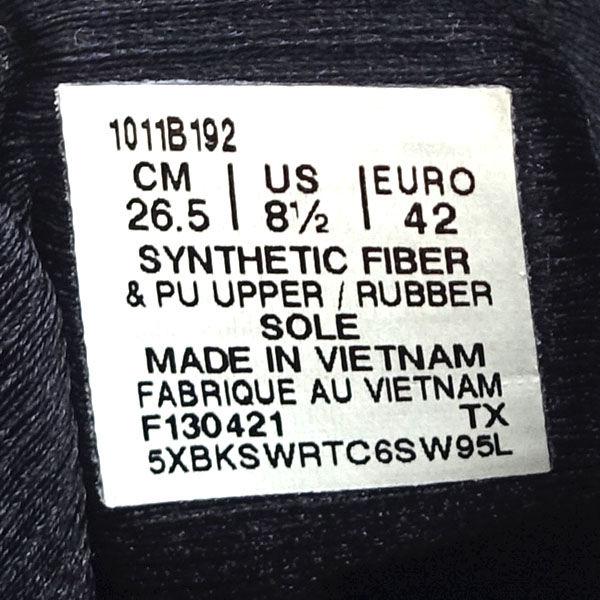 1011B192
CM | US | EURO
26.5 | 8½ | 42
SYNTHETIC FIBER
& PU UPPER / RUBBER
SOLE
MADE IN VIETNAM
FABRIQUE AU VIETNAM
F130421 TX
5XBKSWRTC6SW95L